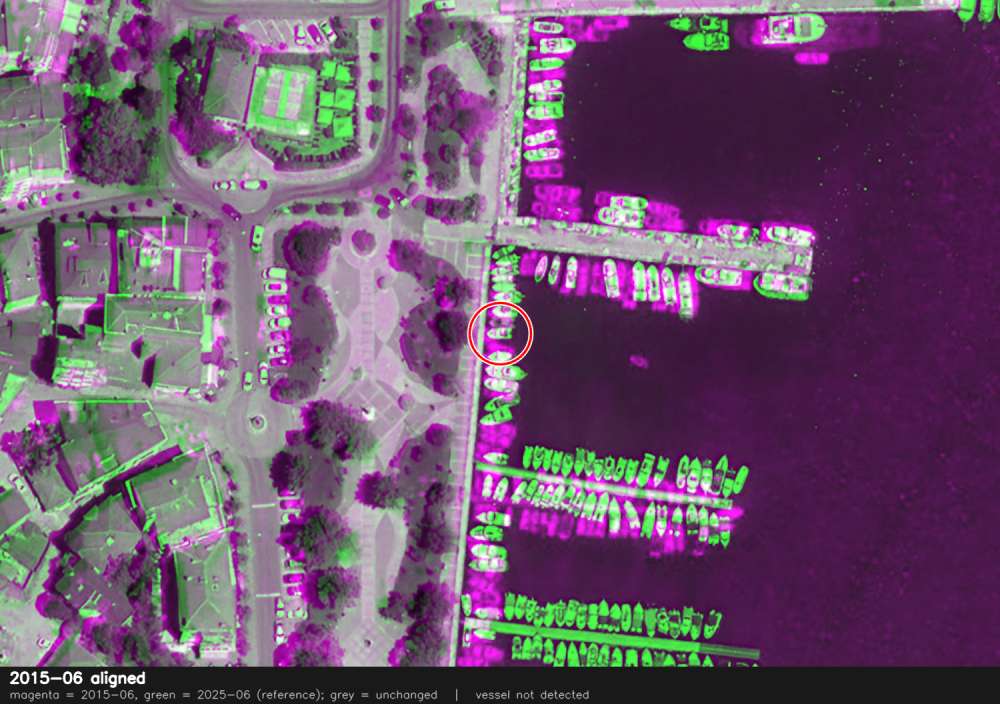 2015-06 aligned
magenta = 2015-06, green = 2025-06 (reference); grey = unchanged | vessel not detected